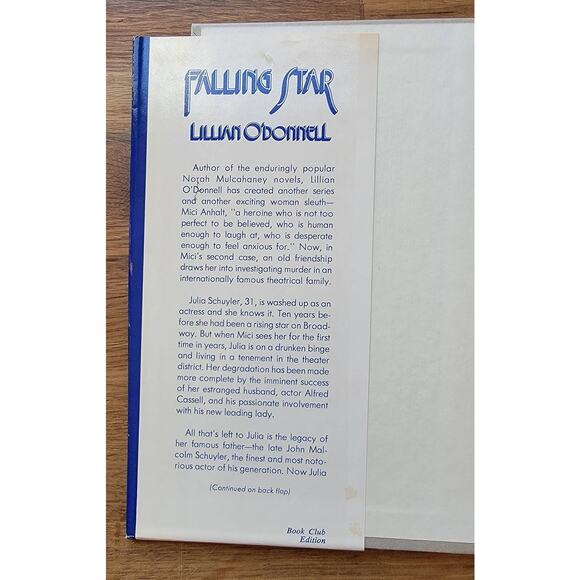 FALLING STAR
LILLIAN O'DONNELL
Author of the enduringly popular
Norah Mulcahaney novels, Lillian
O'Donnell has created another series
and another exciting woman sleuth—
Mici Anhalt, "a heroine who is not too
perfect to be believed, who is human
enough to laugh at, who is desperate
enough to feel anxious for." Now, in
Mici's second case, an old friendship
draws her into investigating murder in an
internationally famous theatrical family.
Julia Schuyler, 31, is washed up as an
actress and she knows it. Ten years be-
fore she had been a rising star on Broad-
way. But when Mici sees her for the first
time in years, Julia is on a drunken binge
and living in a tenement in the theater
district. Her degradation has been made
more complete by the imminent success
of her estranged husband, actor Alfred
Cassell, and his passionate involvement
with his new leading lady.
All that's left to Julia is the legacy of
her famous father—the late John Mal-
colm Schuyler, the finest and most noto-
rious actor of his generation. Now Julia
(Continued on back flap)
Book Club
Edition